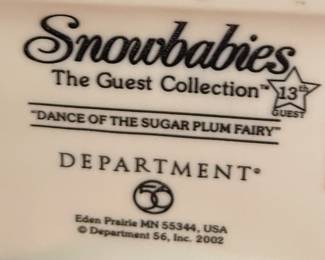 Snowbabies
The Guest Collection™ 13th
GUEST
"DANCE OF THE SUGAR PLUM FAIRY"
DEPARTMENT®
56
Eden Prairie MN 55344, USA
© Department 56, Inc. 2002